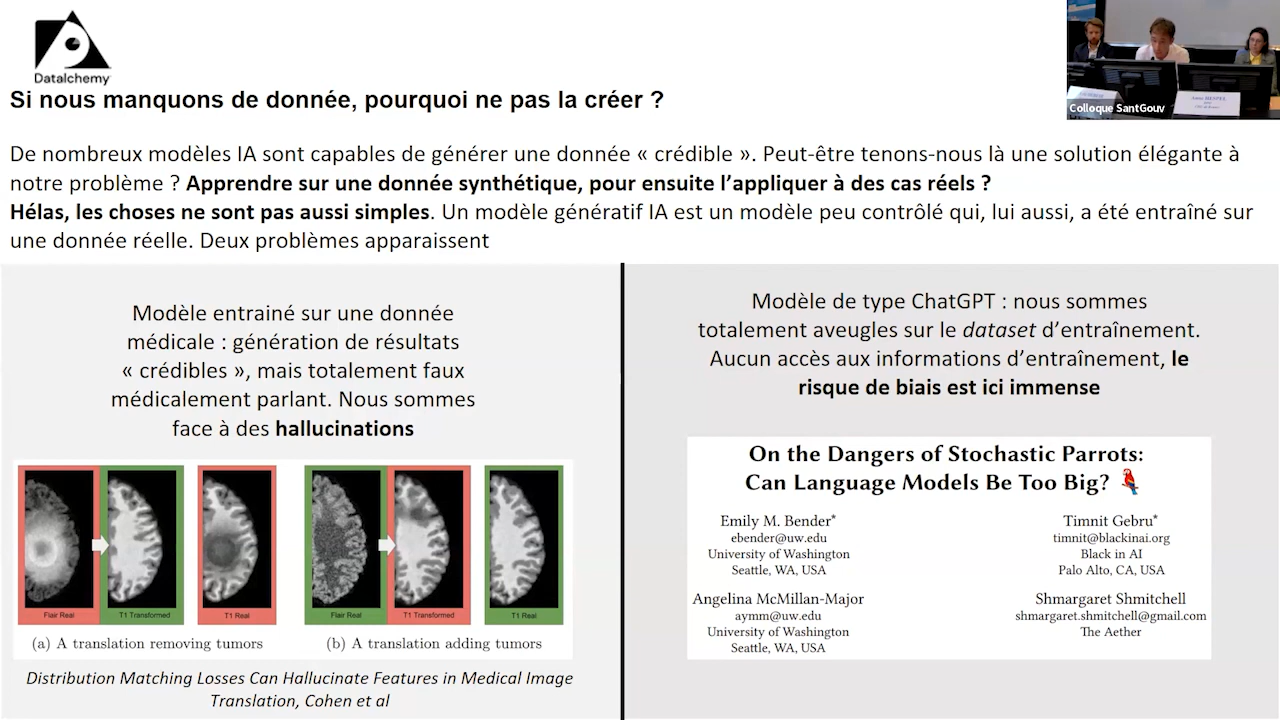 Datalchemy
Si nous manquons de donnée, pourquoi ne pas la créer ?
Colloque SantGouv
De nombreux modèles IA sont capables de générer une donnée « crédible ». Peut-être tenons-nous là une solution élégante à
notre problème ? Apprendre sur une donnée synthétique, pour ensuite l’appliquer à des cas réels ?
Hélas, les choses ne sont pas aussi simples. Un modèle génératif IA est un modèle peu contrôlé qui, lui aussi, a été entraîné sur
une donnée réelle. Deux problèmes apparaissent
Modèle entrainé sur une donnée
médicale : génération de résultats
« crédibles », mais totalement faux
médicalement parlant. Nous sommes
face à des hallucinations
Flair Real
T1 Transformed
T1 Real
Flair Real
T1 Transformed
T1 Real
(a) A translation removing tumors
(b) A translation adding tumors
Distribution Matching Losses Can Hallucinate Features in Medical Image
Translation, Cohen et al
Modèle de type ChatGPT : nous sommes
totalement aveugles sur le dataset d’entraînement.
Aucun accès aux informations d’entraînement, le
risque de biais est ici immense
On the Dangers of Stochastic Parrots:
Can Language Models Be Too Big? 🦜
Emily M. Bender*
ebender@uw.edu
University of Washington
Seattle, WA, USA
Timnit Gebru*
timnit@blackinai.org
Black in AI
Palo Alto, CA, USA
Angelina McMillan-Major
aymm@uw.edu
University of Washington
Seattle, WA, USA
Shmargaret Shmitchell
shmargaret.shmitchell@gmail.com
The Aether